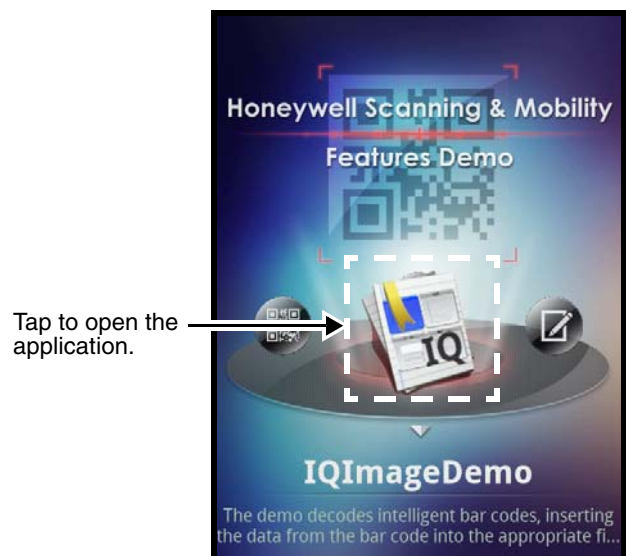 Honeywell Scanning & Mobility
Features Demo
Tap to open the
application.
IQ
IQImageDemo
The demo decodes intelligent bar codes, inserting
the data from the bar code into the appropriate fi...